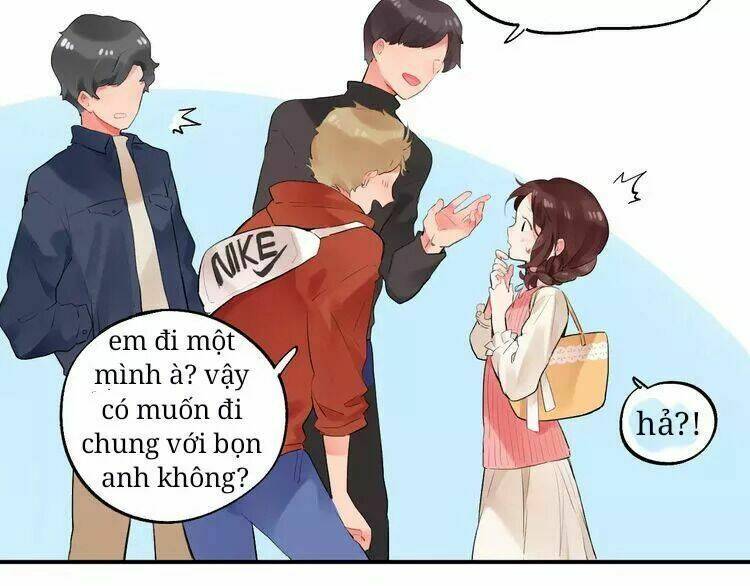 NIKE
em đi một
mình à? vậy
có muốn đi
chung với bọn
anh không?
hả?!